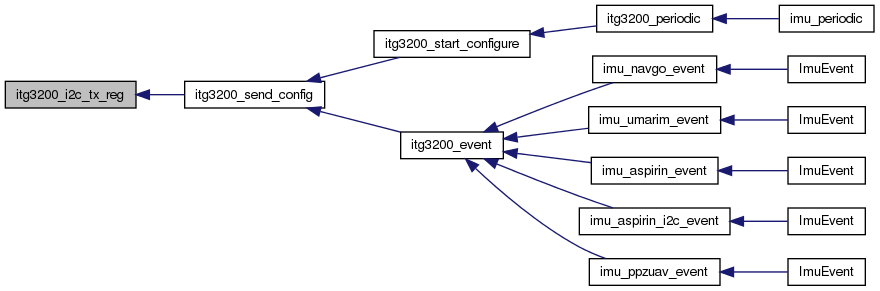 itg3200_i2c_tx_reg
itg3200_send_config
itg3200_start_configure
itg3200_periodic
imu_periodic
itg3200_event
imu_navgo_event
ImuEvent
imu_umarim_event
ImuEvent
imu_aspirin_event
ImuEvent
imu_aspirin_i2c_event
ImuEvent
imu_ppzuav_event
ImuEvent